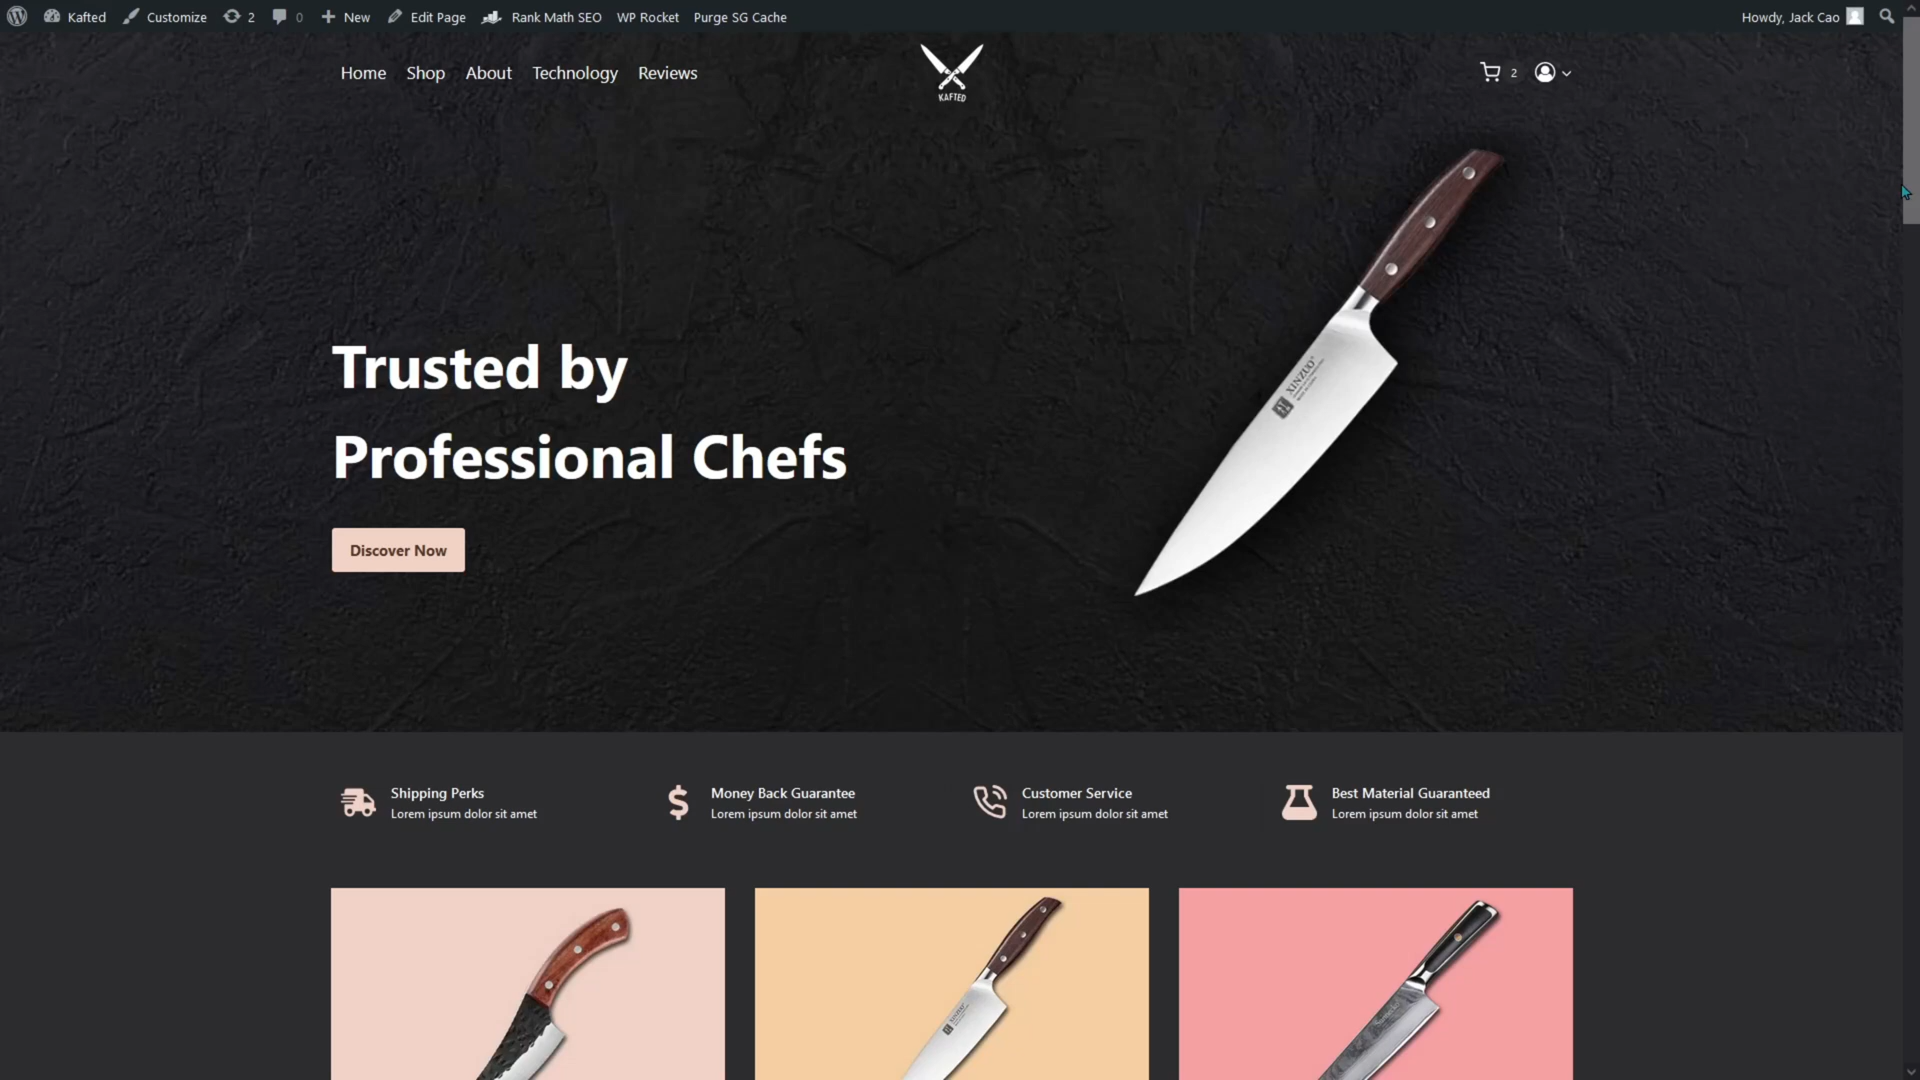 Kafted Customize 2 0 New Edit Page Rank Math SEO WP Rocket Purge SG Cache Howdy, Jack Cao
Home Shop About Technology Reviews
KAFTED
2
XINZUO
Trusted by
Professional Chefs
Discover Now
Shipping Perks
Lorem ipsum dolor sit amet
Money Back Guarantee
Lorem ipsum dolor sit amet
Customer Service
Lorem ipsum dolor sit amet
Best Material Guaranteed
Lorem ipsum dolor sit amet